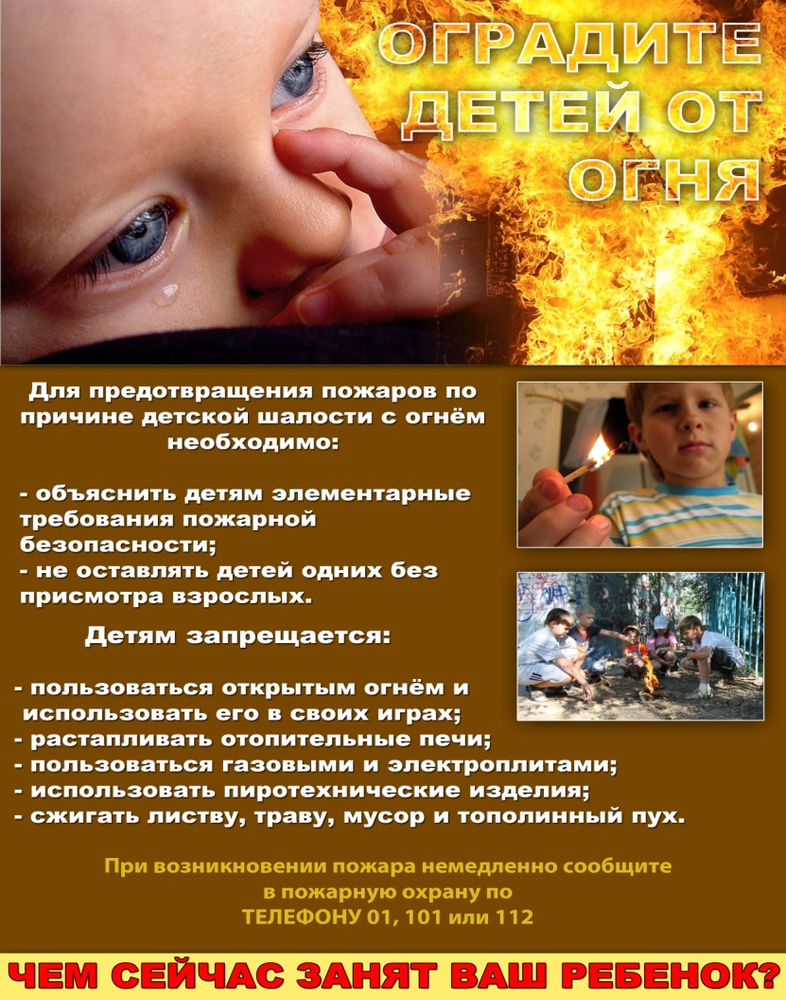 ОГРАДИТЕ
ДЕТЕЙ ОТ
ОГНЯ
Для предотвращения пожаров по
причине детской шалости с огнём
необходимо:
- объяснить детям элементарные
требования пожарной
безопасности;
- не оставлять детей одних без
присмотра взрослых.
Детям запрещается:
- пользоваться открытым огнём и
использовать его в своих играх;
- растапливать отопительные печи;
- пользоваться газовыми и электроплитами;
- использовать пиротехнические изделия;
- сжигать листву, траву, мусор и тополинный пух.
При возникновении пожара немедленно сообщите
в пожарную охрану по
ТЕЛЕФОНУ 01, 101 или 112
ЧЕМ СЕЙЧАС ЗАНЯТ ВАШ РЕБЕНОК?